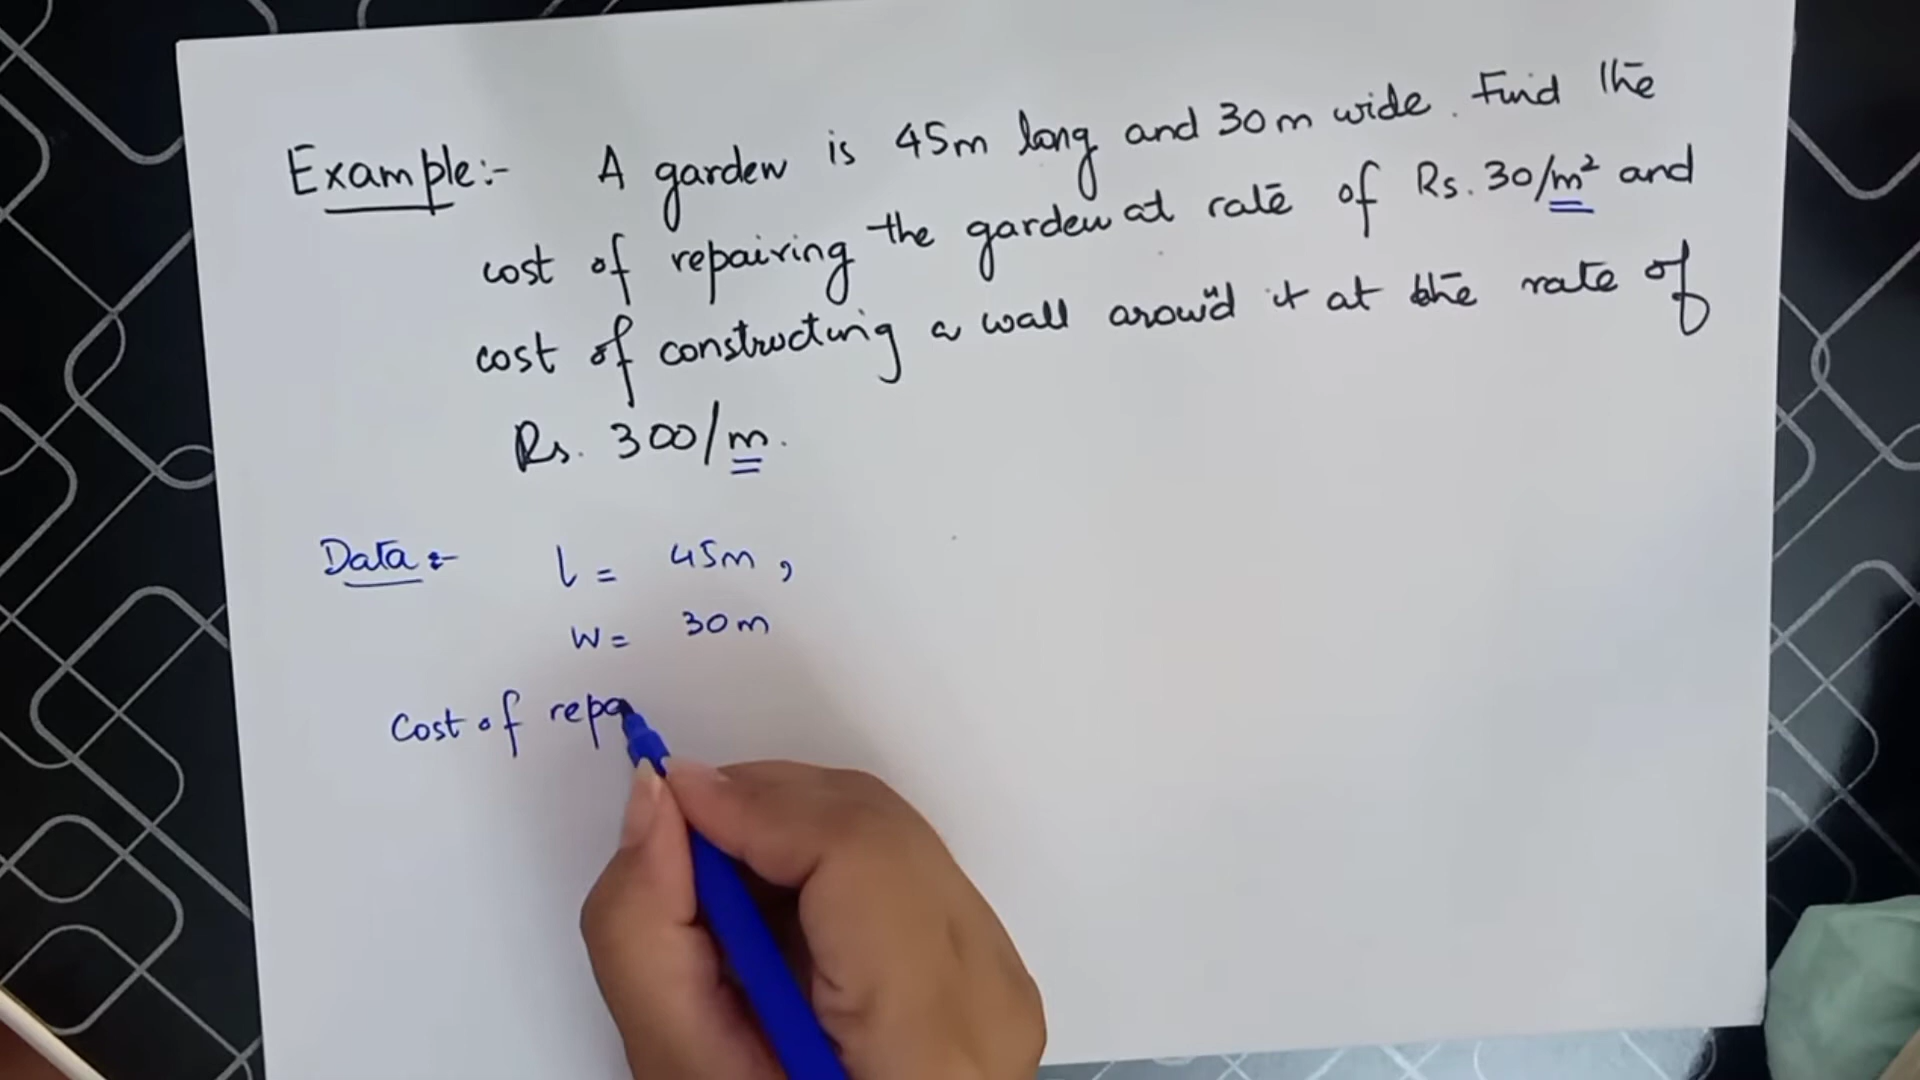 Example:- A garden is 45m long and 30m wide. Find the
cost of repairing the garden at rate of Rs. 30/m² and
cost of constructing a wall around it at the rate of
Rs. 300/m.
Data:- l = 45m,
w = 30m
Cost of repa